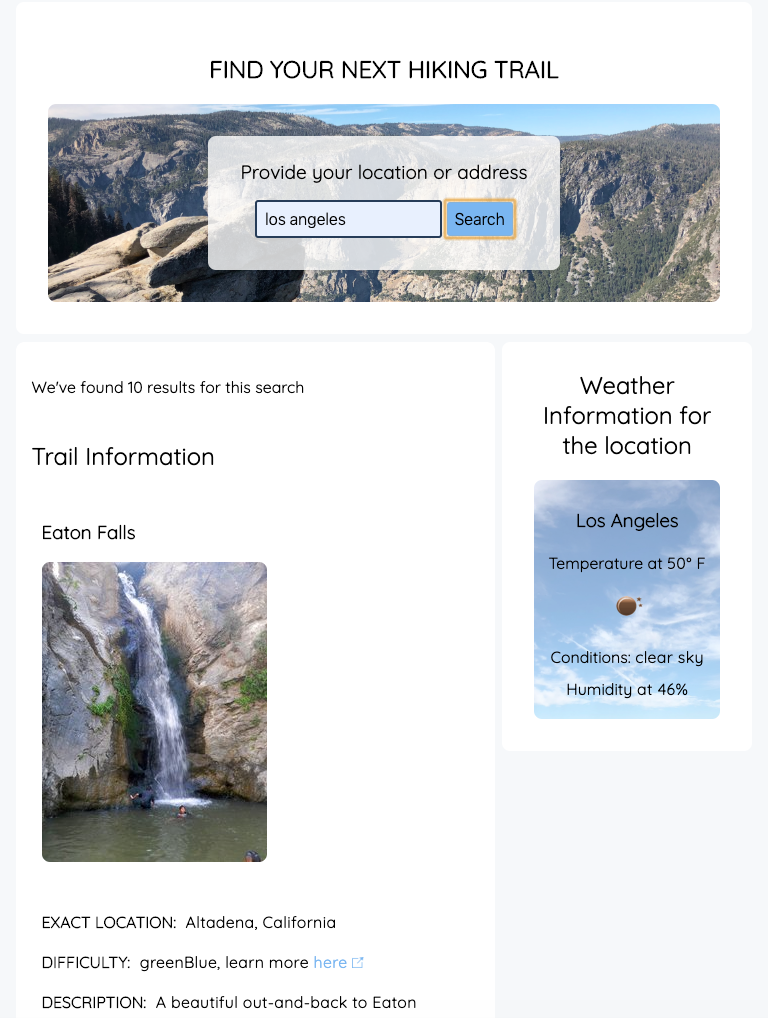 FIND YOUR NEXT HIKING TRAIL
Provide your location or address
los angeles
Search
We've found 10 results for this search
Trail Information
Eaton Falls
EXACT LOCATION: Altadena, California
DIFFICULTY: greenBlue, learn more here
DESCRIPTION: A beautiful out-and-back to Eaton
Weather
Information for
the location
Los Angeles
Temperature at 50° F
Conditions: clear sky
Humidity at 46%